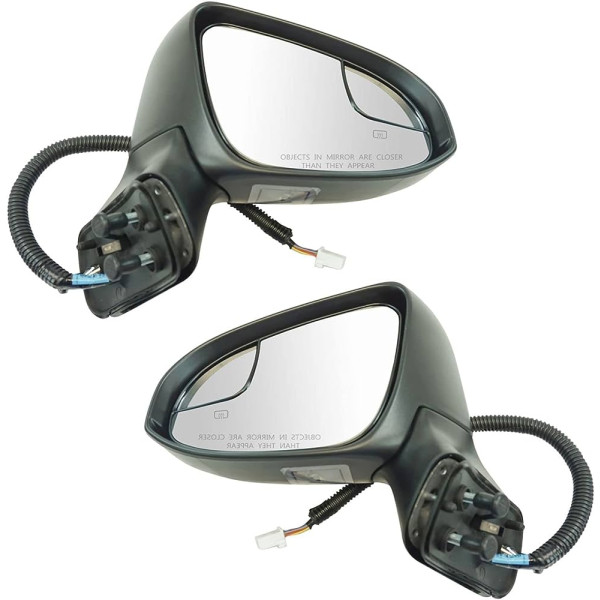 OBJECTS IN MIRROR ARE CLOSER
THAN THEY APPEAR
OBJECTS IN MIRROR ARE CLOSER
THAN THEY APPEAR